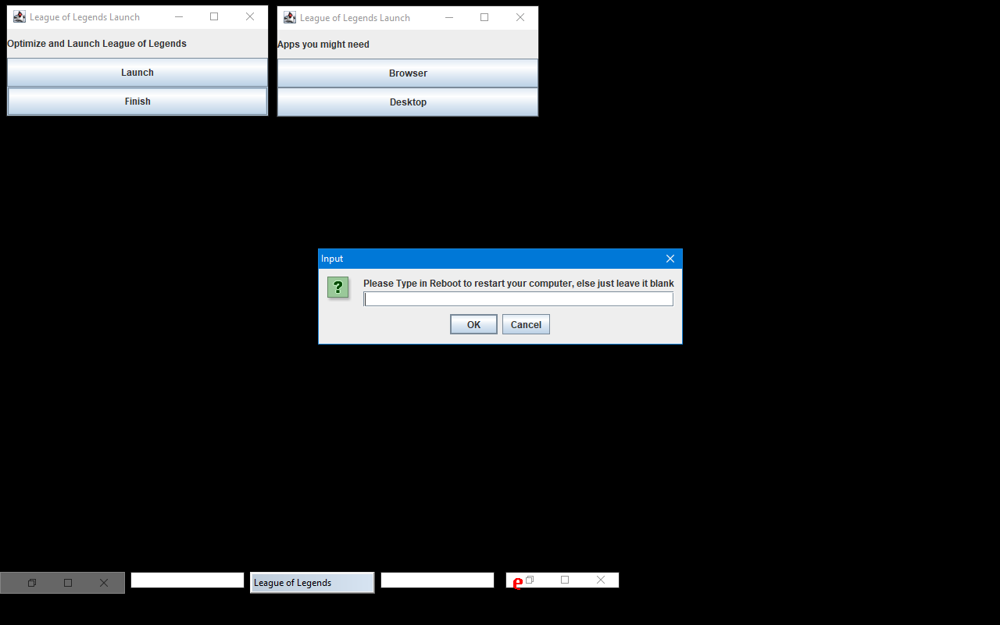 League of Legends Launch
Optimize and Launch League of Legends
Launch
Finish
League of Legends Launch
Apps you might need
Browser
Desktop
Input
?
Please Type in Reboot to restart your computer, else just leave it blank
OK
Cancel
League of Legends
e